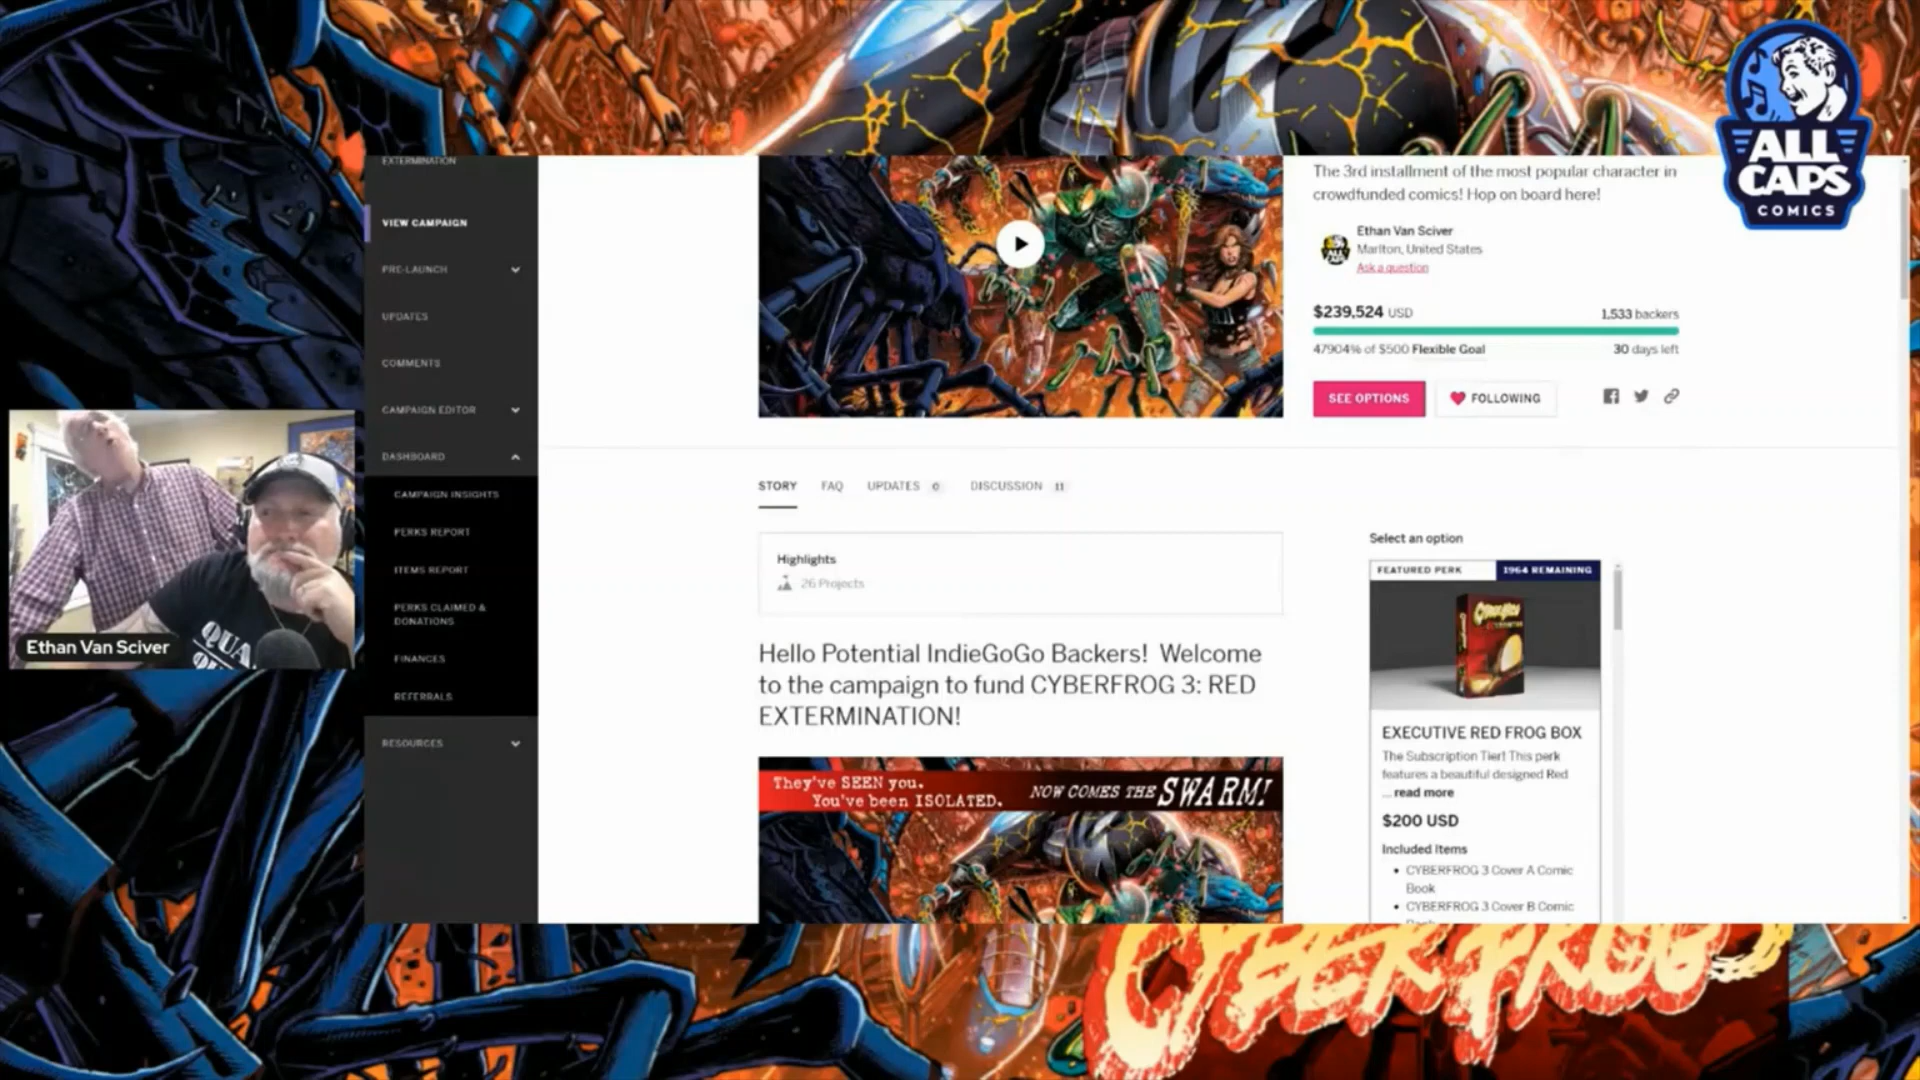 ALL
CAPS
COMICS
EXTERMINATION
VIEW CAMPAIGN
PRE-LAUNCH
UPDATES
COMMENTS
CAMPAIGN EDITOR
DASHBOARD
CAMPAIGN INSIGHTS
PERKS REPORT
ITEMS REPORT
PERKS CLAIMED &
DONATIONS
FINANCES
REFERRALS
RESOURCES
Ethan Van Sciver
QUA
The 3rd installment of the most popular character in
crowdfunded comics! Hop on board here!
Ethan Van Sciver
Marlton, United States
Ask a question
$239,524 USD
1,533 backers
47904% of $500 Flexible Goal
30 days left
SEE OPTIONS
FOLLOWING
STORY FAQ UPDATES 0 DISCUSSION 11
Highlights
26 Projects
Hello Potential IndieGoGo Backers! Welcome
to the campaign to fund CYBERFROG 3: RED
EXTERMINATION!
They've SEEN you.
You've been ISOLATED.
NOW COMES THE SWARM!
Select an option
FEATURED PERK
1964 REMAINING
EXECUTIVE RED FROG BOX
The Subscription Tier! This perk
features a beautiful designed Red
... read more
$200 USD
Included Items
• CYBERFROG 3 Cover A Comic
Book
• CYBERFROG 3 Cover B Comic
CYBERFROG